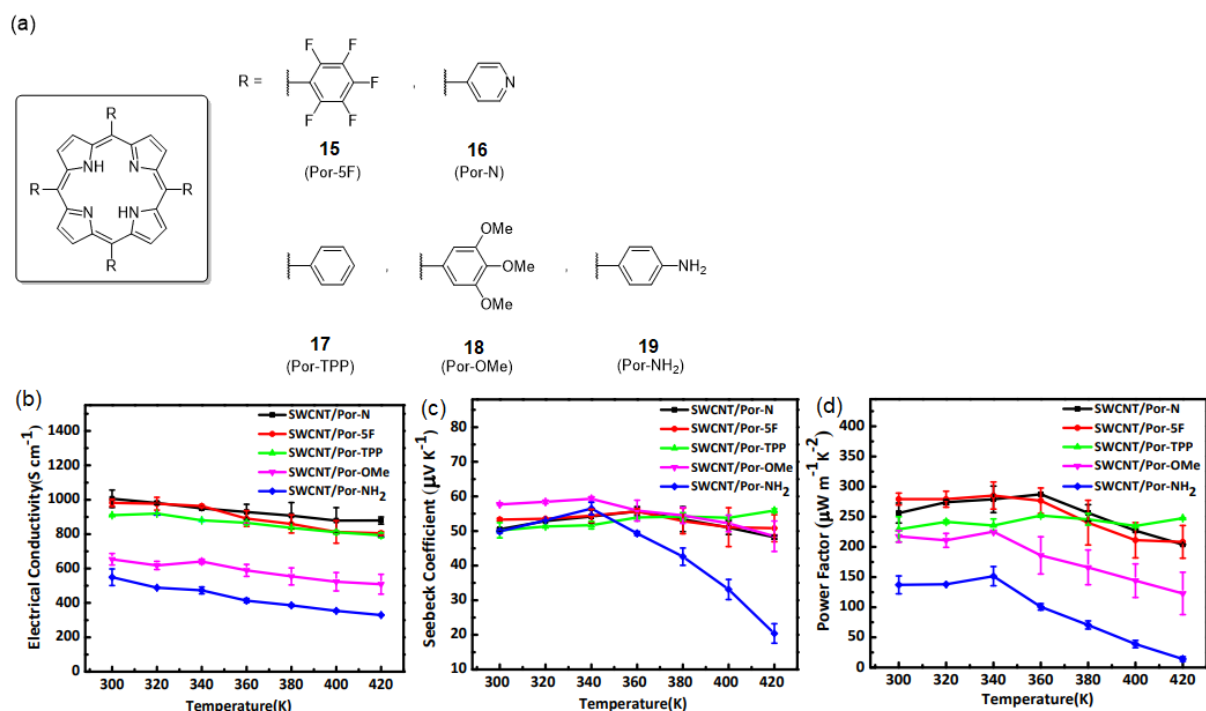 (a)
R =
F
F
F
F
F
,
N
15
(Por-5F)
16
(Por-N)
R
R
R
R
NH
N
N
HN
,
OMe
OMe
OMe
,
NH2
17
(Por-TPP)
18
(Por-OMe)
19
(Por-NH2)
(b)
SWCNT/Por-N
SWCNT/Por-5F
SWCNT/Por-TPP
SWCNT/Por-OMe
SWCNT/Por-NH2
Electrical Conductivity(S cm-1)
1400
1200
1000
800
600
400
200
0
300 320 340 360 380 400 420
Temperature(K)
(c)
SWCNT/Por-N
SWCNT/Por-5F
SWCNT/Por-TPP
SWCNT/Por-OMe
SWCNT/Por-NH2
Seebeck Coefficient (μV K-1)
80
70
60
50
40
30
20
10
300 320 340 360 380 400 420
Temperature(K)
(d)
SWCNT/Por-N
SWCNT/Por-5F
SWCNT/Por-TPP
SWCNT/Por-OMe
SWCNT/Por-NH2
Power Factor (μW m-1K-2)
400
350
300
250
200
150
100
50
0
300 320 340 360 380 400 420
Temperature(K)